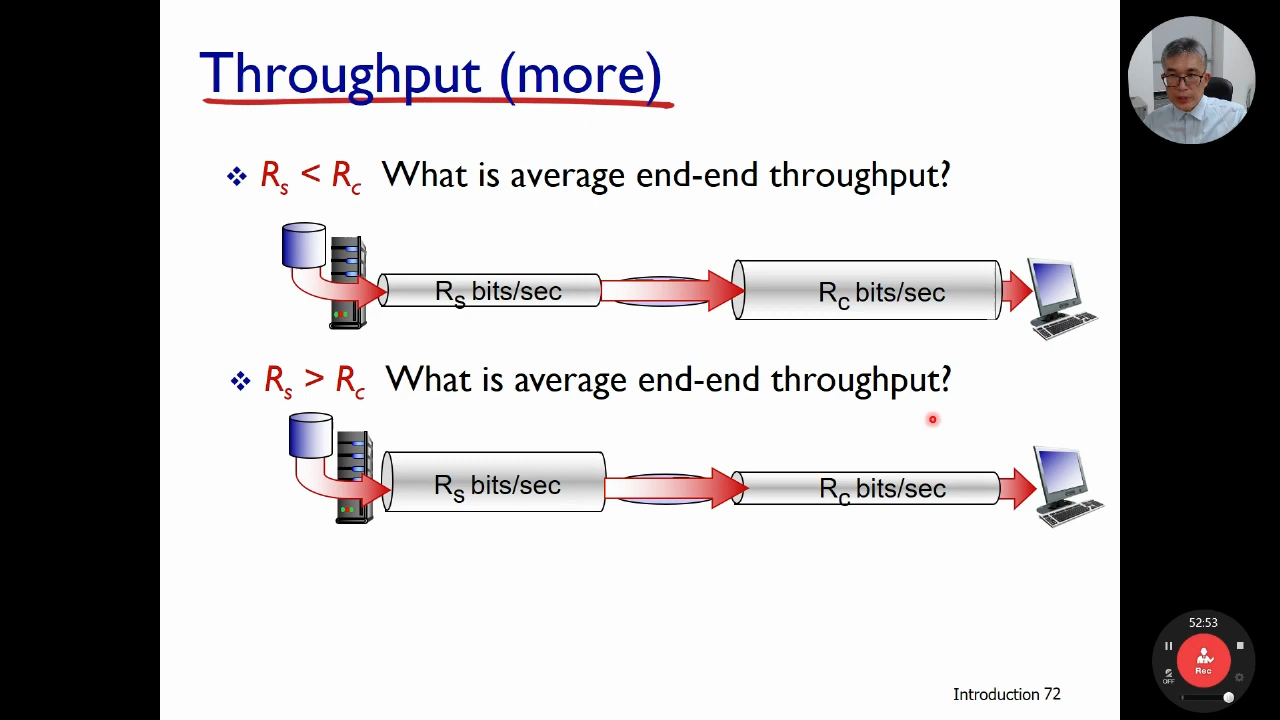 Throughput (more)
❖ Rs < Rc What is average end-end throughput?
Rs bits/sec
Rc bits/sec
❖ Rs > Rc What is average end-end throughput?
Rs bits/sec
Rc bits/sec
Introduction 72
52:53
Rec
OFF